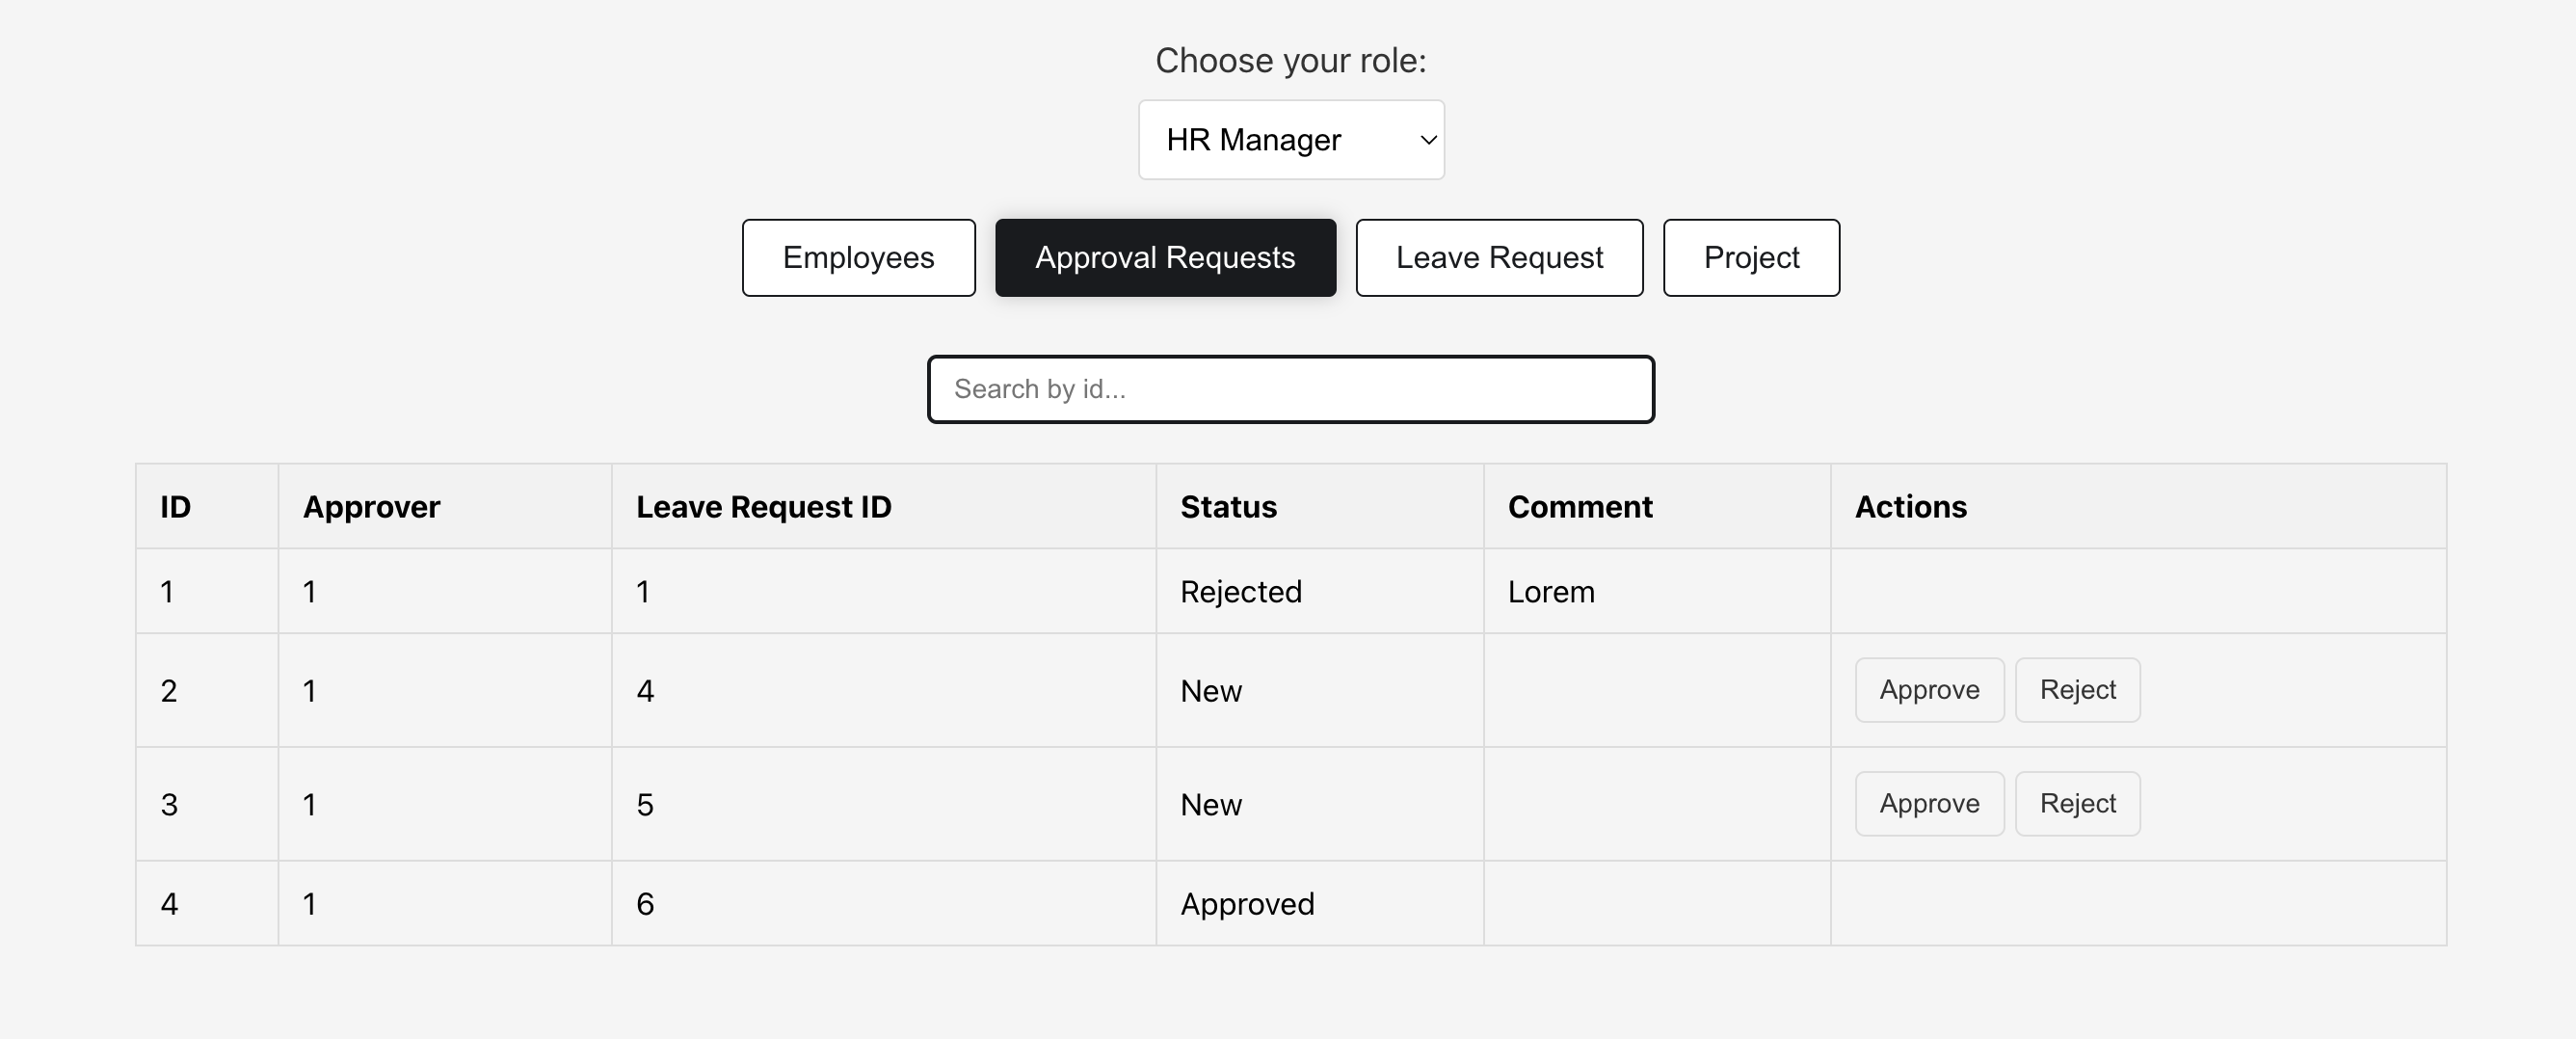 Choose your role:
HR Manager
Employees Approval Requests Leave Request Project
Search by id...
ID Approver Leave Request ID Status Comment Actions
1 1 1 Rejected Lorem
2 1 4 New Approve Reject
3 1 5 New Approve Reject
4 1 6 Approved